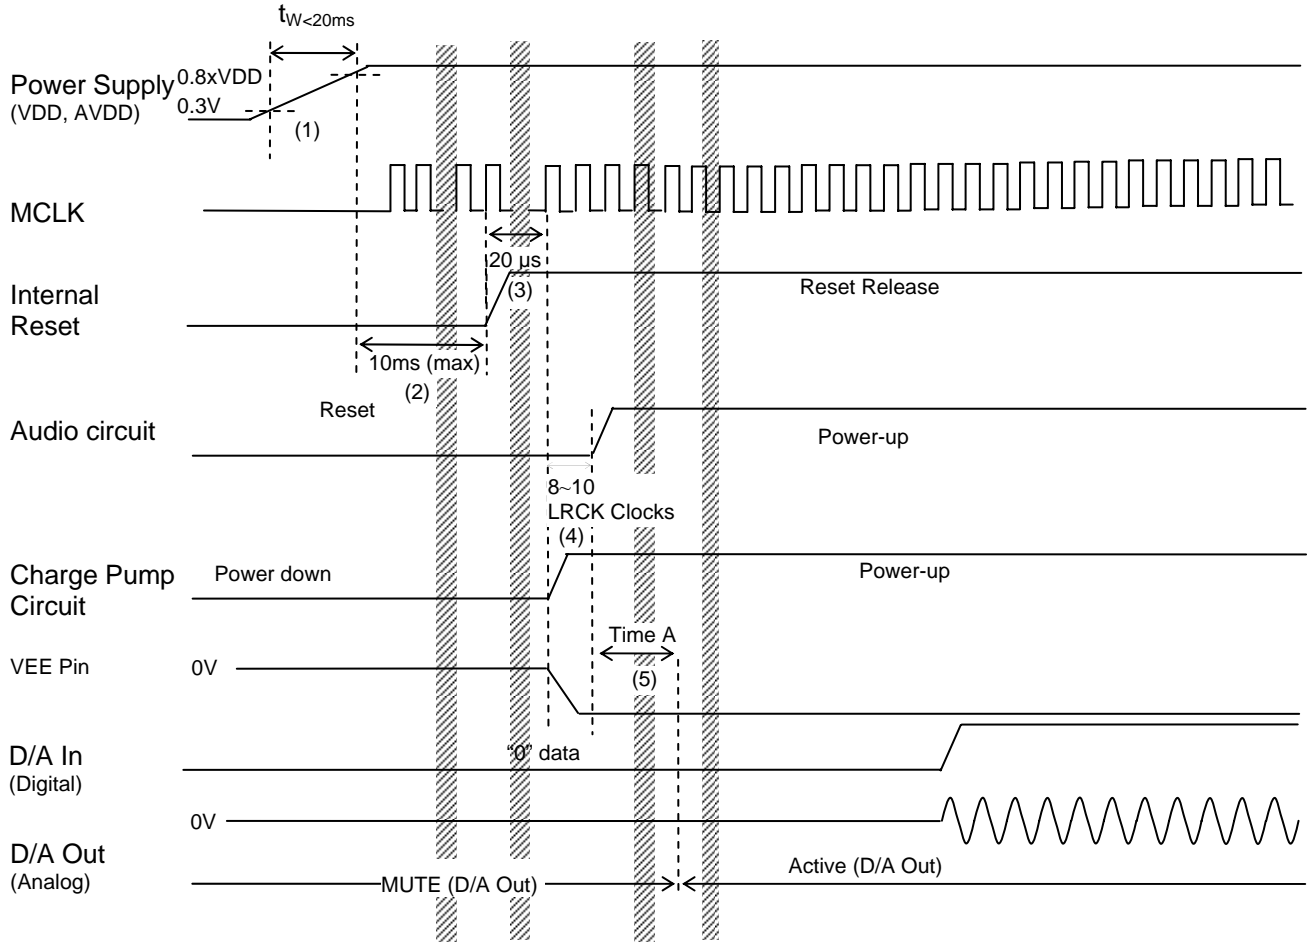 tW<20ms
Power Supply
(VDD, AVDD)
0.8xVDD
0.3V
(1)
MCLK
20 μs
(3)
Internal
Reset
Reset Release
10ms (max)
(2)
Reset
Audio circuit
Power-up
8~10
LRCK Clocks
(4)
Charge Pump
Circuit
Power down
Power-up
Time A
(5)
VEE Pin
0V
"0" data
D/A In
(Digital)
0V
D/A Out
(Analog)
MUTE (D/A Out)
Active (D/A Out)